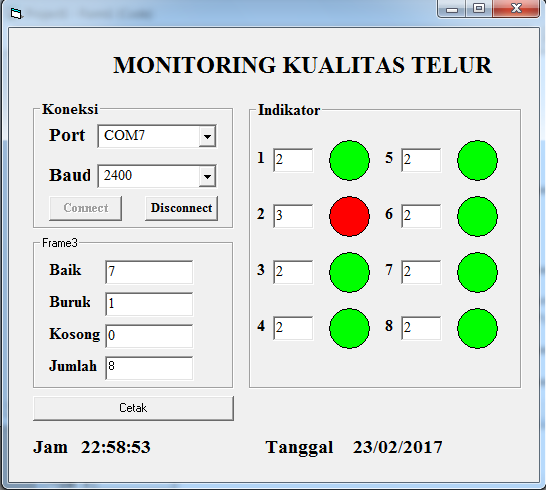 MONITORING KUALITAS TELUR
Koneksi
Port COM7
Baud 2400
Connect Disconnect
Frame3
Baik 7
Buruk 1
Kosong 0
Jumlah 8
Cetak
Indikator
1 2 5 2
2 3 6 2
3 2 7 2
4 2 8 2
Jam 22:58:53 Tanggal 23/02/2017